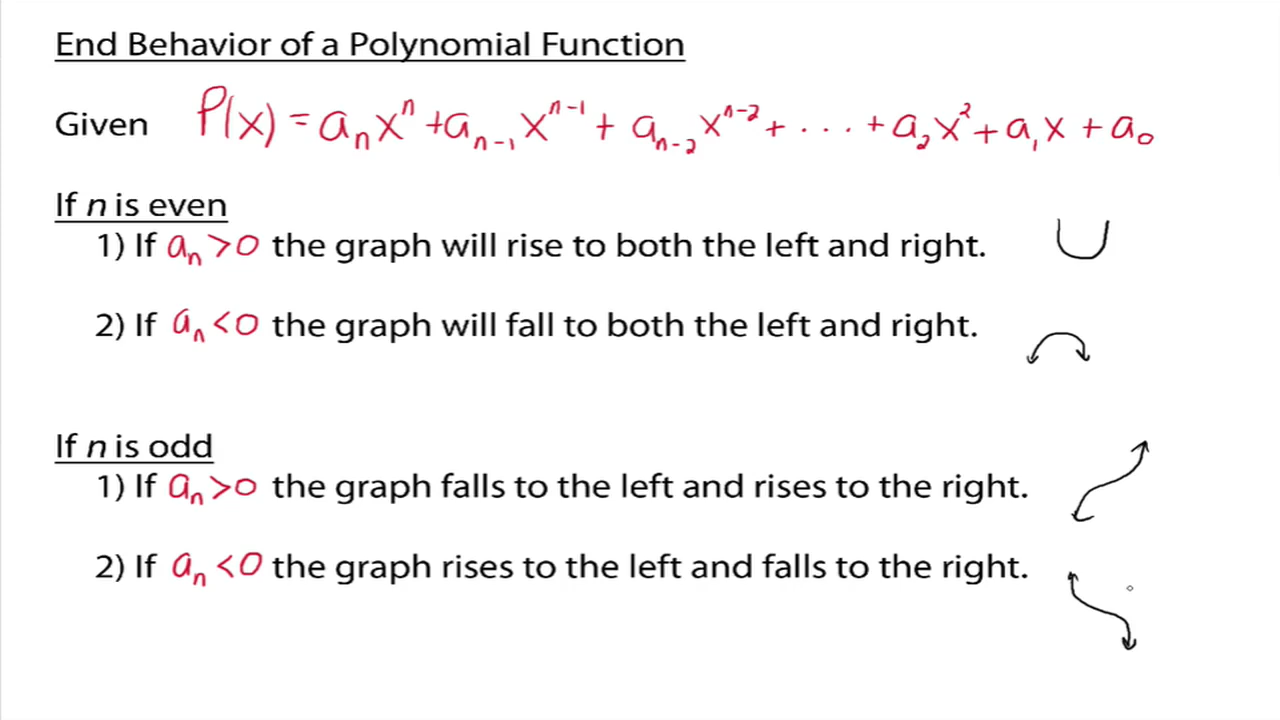 End Behavior of a Polynomial Function
Given P(x) = aₙxⁿ + aₙ₋₁xⁿ⁻¹ + aₙ₋₂xⁿ⁻² + . . . . + a₂x² + a₁x + a₀
If n is even
1) If aₙ > 0 the graph will rise to both the left and right.
2) If aₙ < 0 the graph will fall to both the left and right.
If n is odd
1) If aₙ > 0 the graph falls to the left and rises to the right.
2) If aₙ < 0 the graph rises to the left and falls to the right.